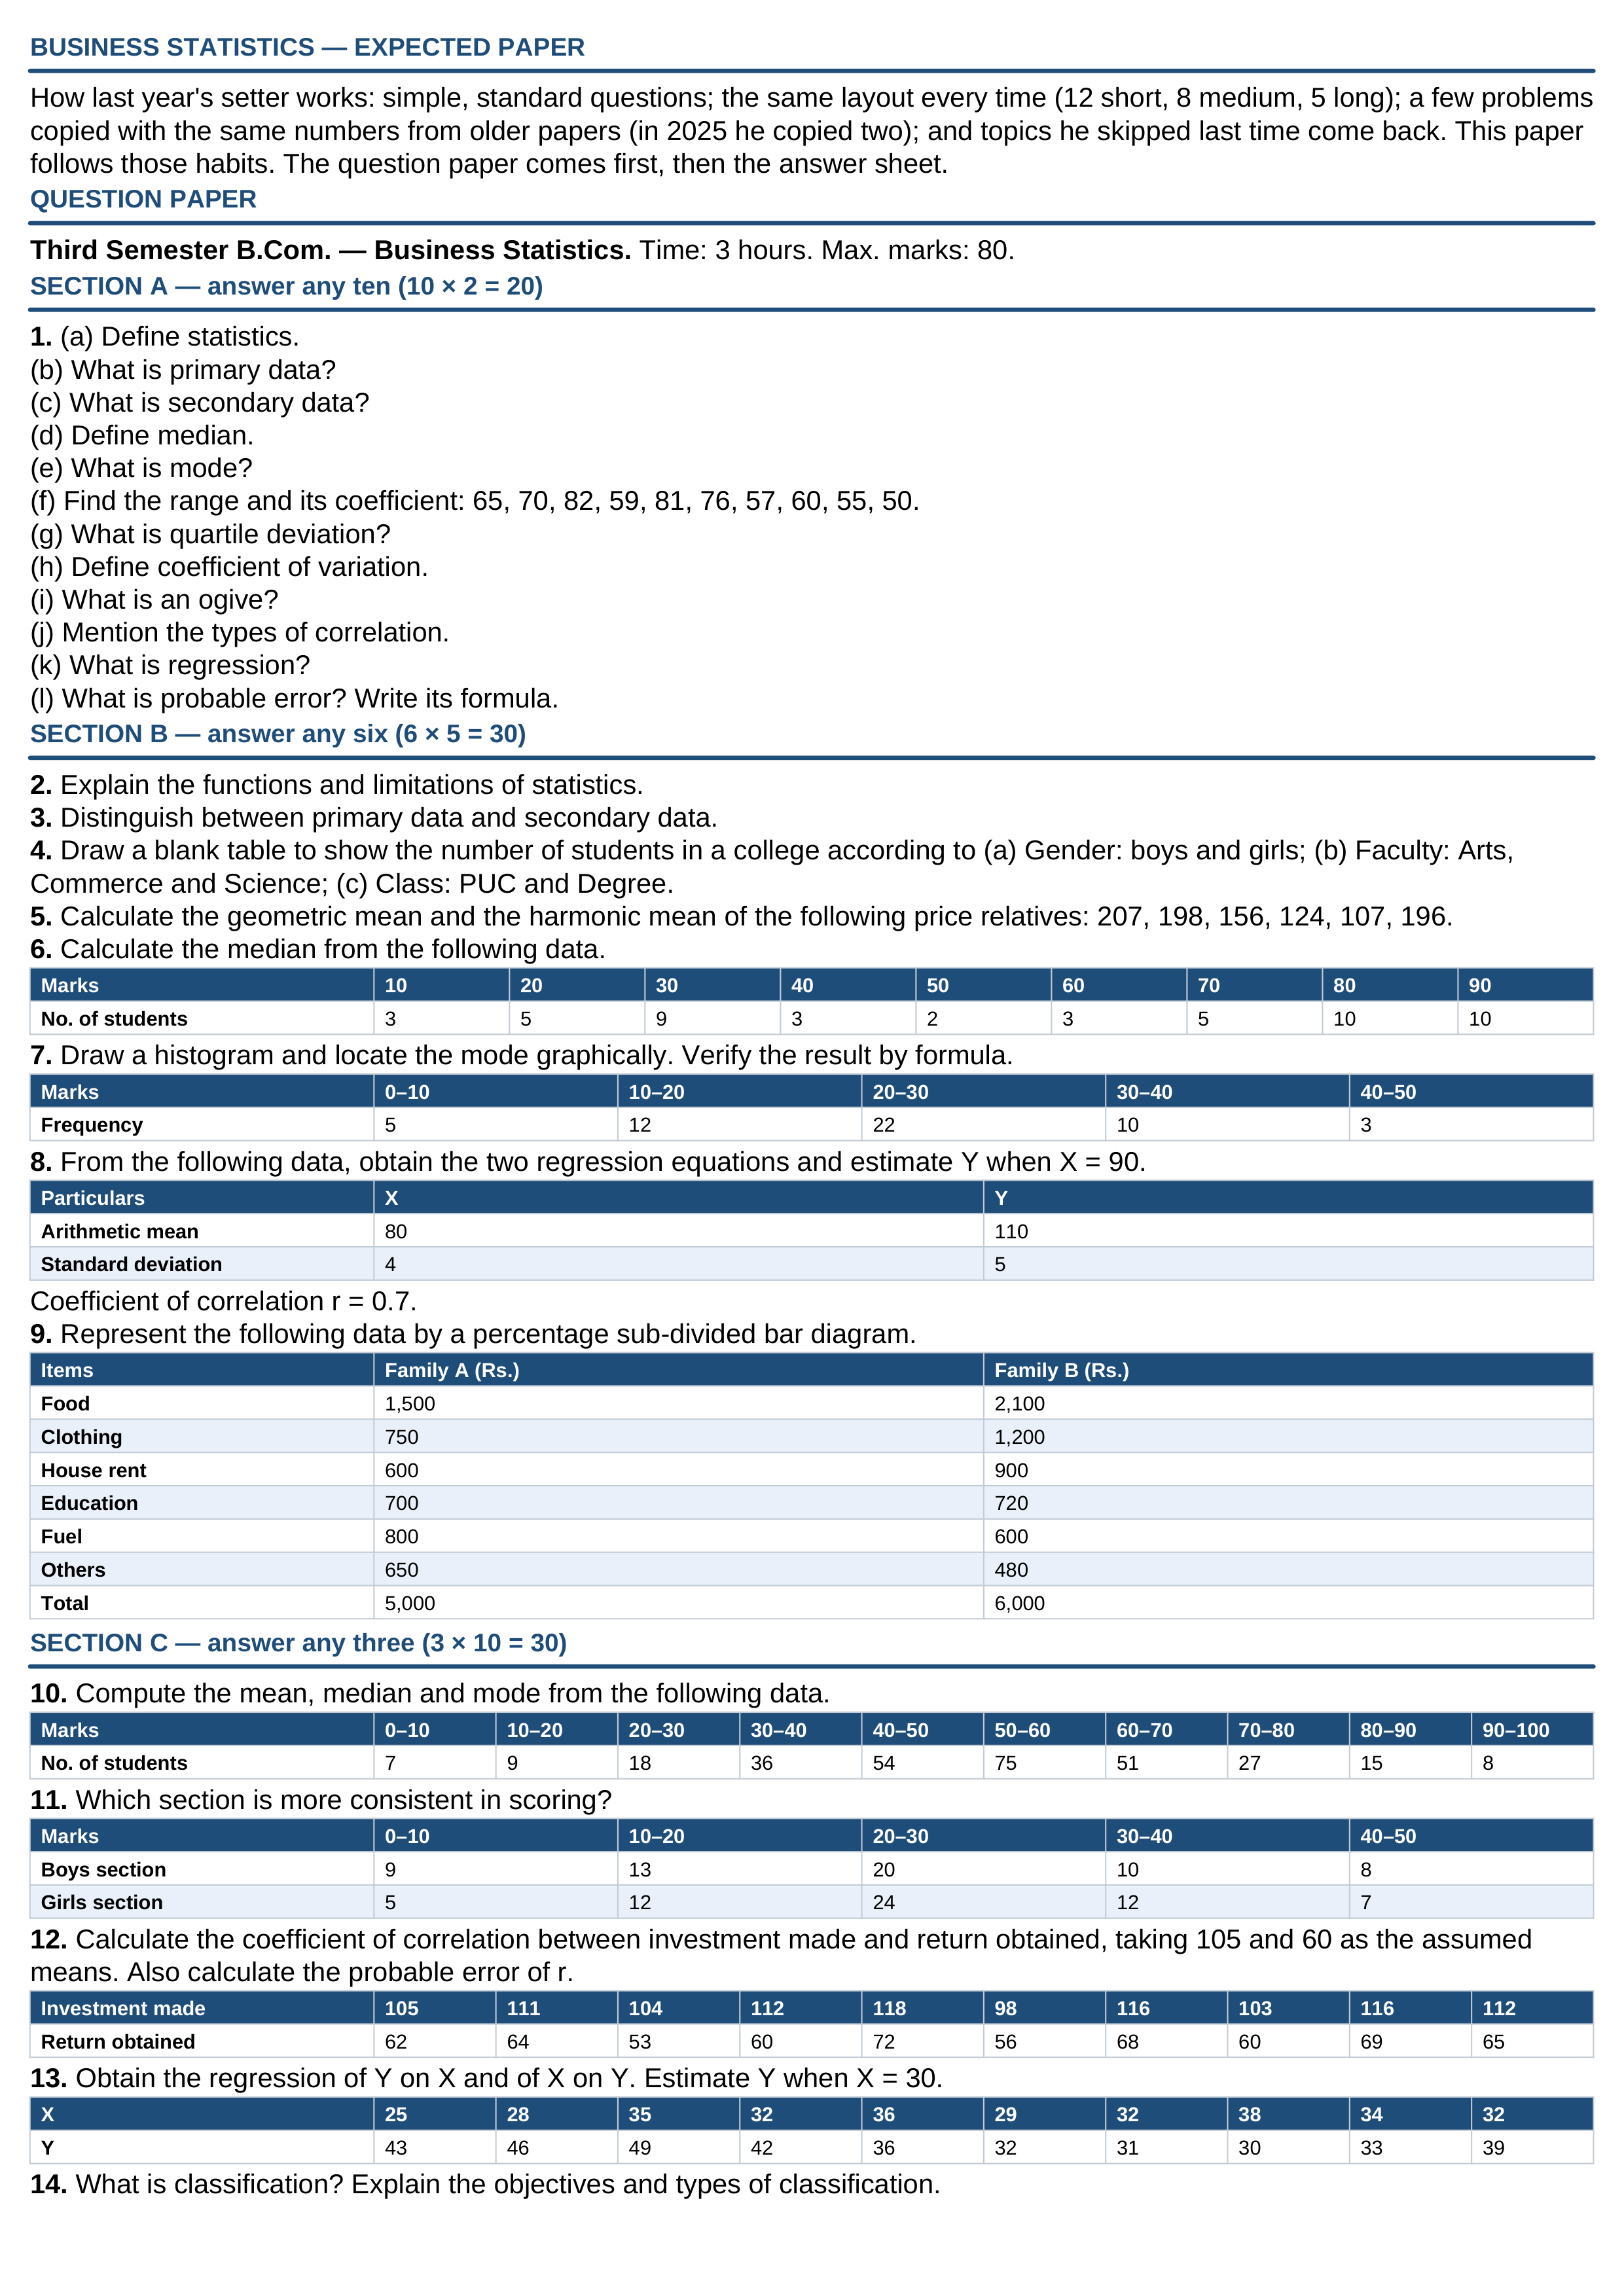 BUSINESS STATISTICS — EXPECTED PAPER
How last year's setter works: simple, standard questions; the same layout every time (12 short, 8 medium, 5 long); a few problems
copied with the same numbers from older papers (in 2025 he copied two); and topics he skipped last time come back. This paper
follows those habits. The question paper comes first, then the answer sheet.
QUESTION PAPER
Third Semester B.Com. — Business Statistics. Time: 3 hours. Max. marks: 80.
SECTION A — answer any ten (10 × 2 = 20)
1. (a) Define statistics.
(b) What is primary data?
(c) What is secondary data?
(d) Define median.
(e) What is mode?
(f) Find the range and its coefficient: 65, 70, 82, 59, 81, 76, 57, 60, 55, 50.
(g) What is quartile deviation?
(h) Define coefficient of variation.
(i) What is an ogive?
(j) Mention the types of correlation.
(k) What is regression?
(l) What is probable error? Write its formula.
SECTION B — answer any six (6 × 5 = 30)
2. Explain the functions and limitations of statistics.
3. Distinguish between primary data and secondary data.
4. Draw a blank table to show the number of students in a college according to (a) Gender: boys and girls; (b) Faculty: Arts,
Commerce and Science; (c) Class: PUC and Degree.
5. Calculate the geometric mean and the harmonic mean of the following price relatives: 207, 198, 156, 124, 107, 196.
6. Calculate the median from the following data.
Marks 10 20 30 40 50 60 70 80 90
No. of students 3 5 9 3 2 3 5 10 10
7. Draw a histogram and locate the mode graphically. Verify the result by formula.
Marks 0–10 10–20 20–30 30–40 40–50
Frequency 5 12 22 10 3
8. From the following data, obtain the two regression equations and estimate Y when X = 90.
Particulars X Y
Arithmetic mean 80 110
Standard deviation 4 5
Coefficient of correlation r = 0.7.
9. Represent the following data by a percentage sub-divided bar diagram.
Items Family A (Rs.) Family B (Rs.)
Food 1,500 2,100
Clothing 750 1,200
House rent 600 900
Education 700 720
Fuel 800 600
Others 650 480
Total 5,000 6,000
SECTION C — answer any three (3 × 10 = 30)
10. Compute the mean, median and mode from the following data.
Marks 0–10 10–20 20–30 30–40 40–50 50–60 60–70 70–80 80–90 90–100
No. of students 7 9 18 36 54 75 51 27 15 8
11. Which section is more consistent in scoring?
Marks 0–10 10–20 20–30 30–40 40–50
Boys section 9 13 20 10 8
Girls section 5 12 24 12 7
12. Calculate the coefficient of correlation between investment made and return obtained, taking 105 and 60 as the assumed
means. Also calculate the probable error of r.
Investment made 105 111 104 112 118 98 116 103 116 112
Return obtained 62 64 53 60 72 56 68 60 69 65
13. Obtain the regression of Y on X and of X on Y. Estimate Y when X = 30.
X 25 28 35 32 36 29 32 38 34 32
Y 43 46 49 42 36 32 31 30 33 39
14. What is classification? Explain the objectives and types of classification.